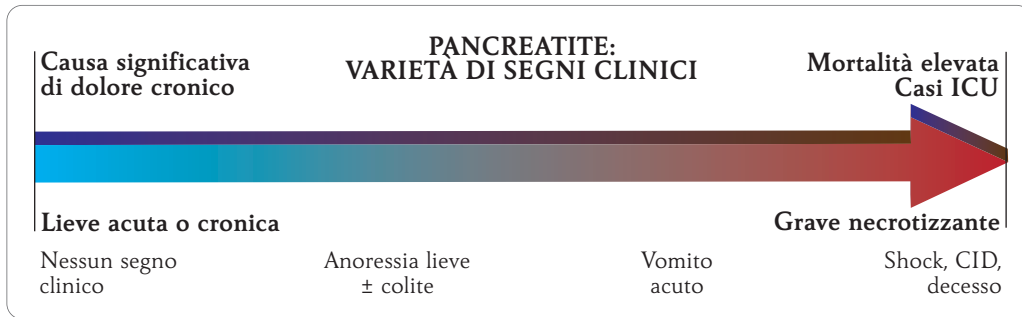 PANCREATITE:
VARIETÀ DI SEGNI CLINICI
Causa significativa
di dolore cronico
Mortalità elevata
Casi ICU
Lieve acuta o cronica
Grave necrotizzante
Nessun segno
clinico
Anoressia lieve
± colite
Vomito
acuto
Shock, CID,
decesso